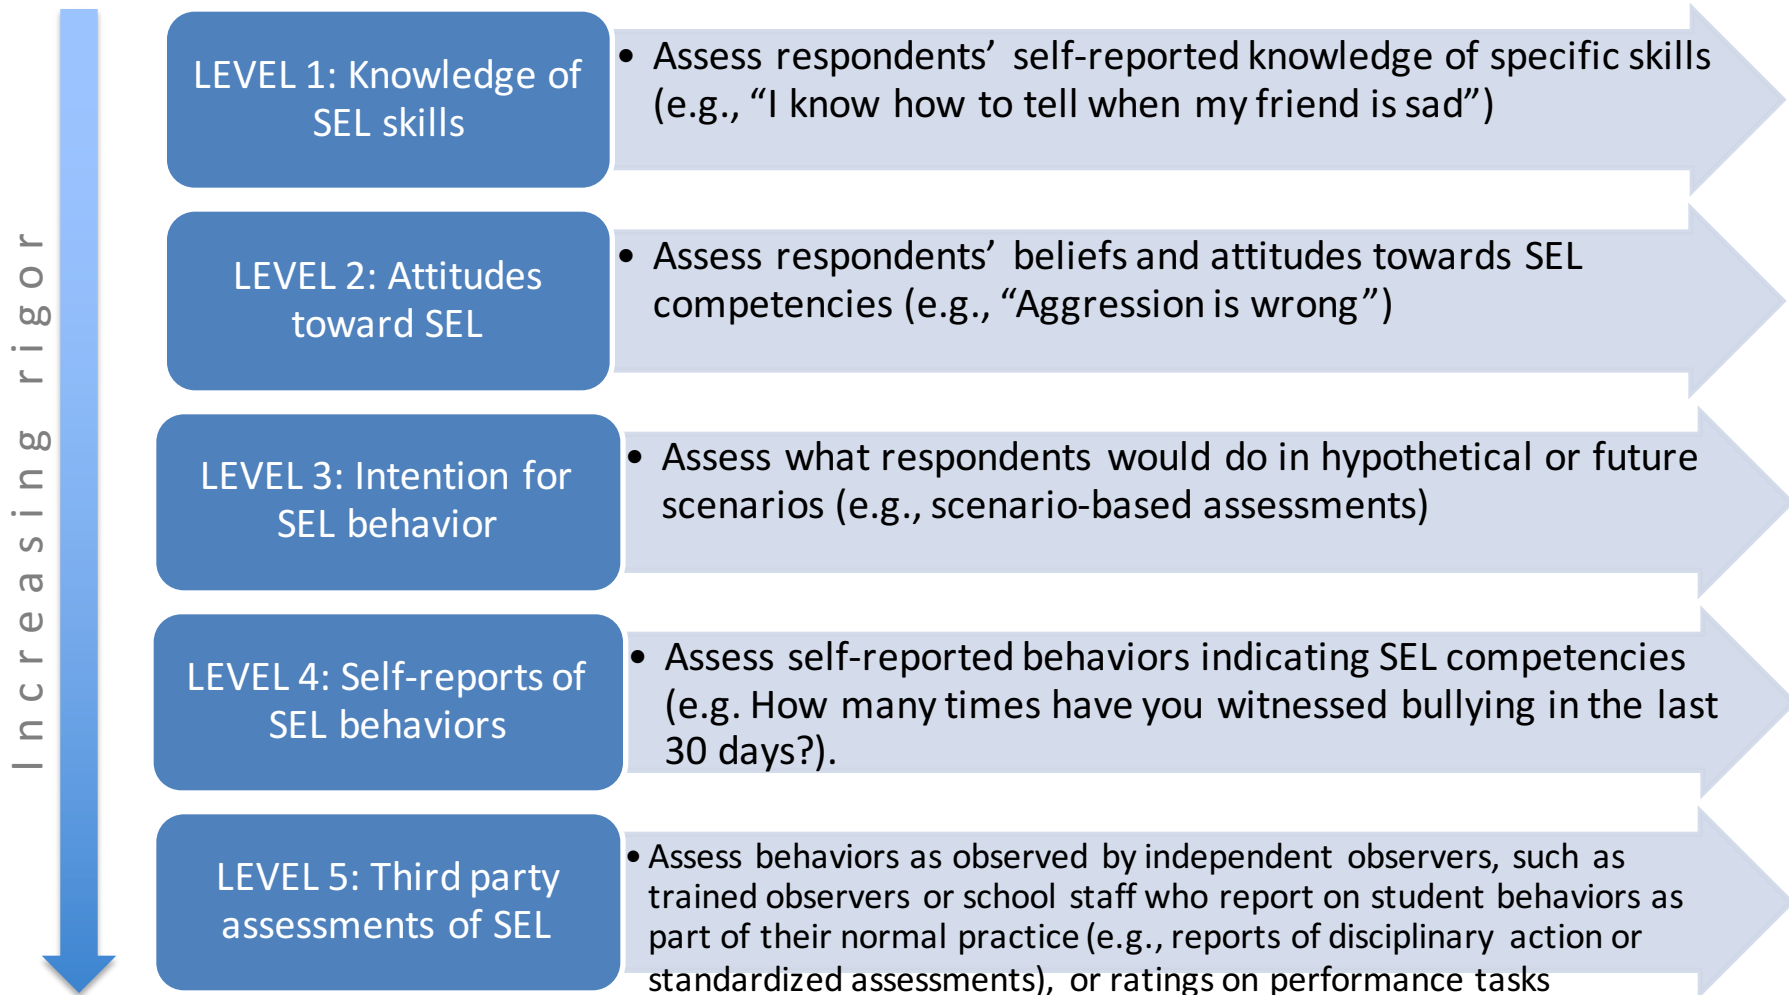 Increasing rigor
LEVEL 1: Knowledge of
SEL skills
• Assess respondents’ self-reported knowledge of specific skills
(e.g., “I know how to tell when my friend is sad”)
LEVEL 2: Attitudes
toward SEL
• Assess respondents’ beliefs and attitudes towards SEL
competencies (e.g., “Aggression is wrong”)
LEVEL 3: Intention for
SEL behavior
• Assess what respondents would do in hypothetical or future
scenarios (e.g., scenario-based assessments)
LEVEL 4: Self-reports of
SEL behaviors
• Assess self-reported behaviors indicating SEL competencies
(e.g. How many times have you witnessed bullying in the last
30 days?).
LEVEL 5: Third party
assessments of SEL
• Assess behaviors as observed by independent observers, such as
trained observers or school staff who report on student behaviors as
part of their normal practice (e.g., reports of disciplinary action or
standardized assessments), or ratings on performance tasks